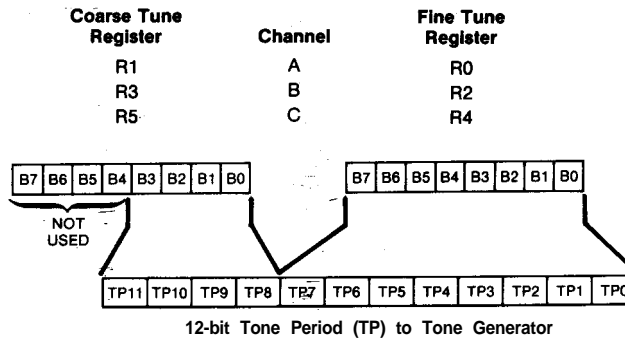 Coarse Tune Register Channel Fine Tune Register
R1 A R0
R3 B R2
R5 C R4
B7 B6 B5 B4 B3 B2 B1 B0 B7 B6 B5 B4 B3 B2 B1 B0
NOT USED
TP11 TP10 TP9 TP8 TP7 TP6 TP5 TP4 TP3 TP2 TP1 TP0
12-bit Tone Period (TP) to Tone Generator